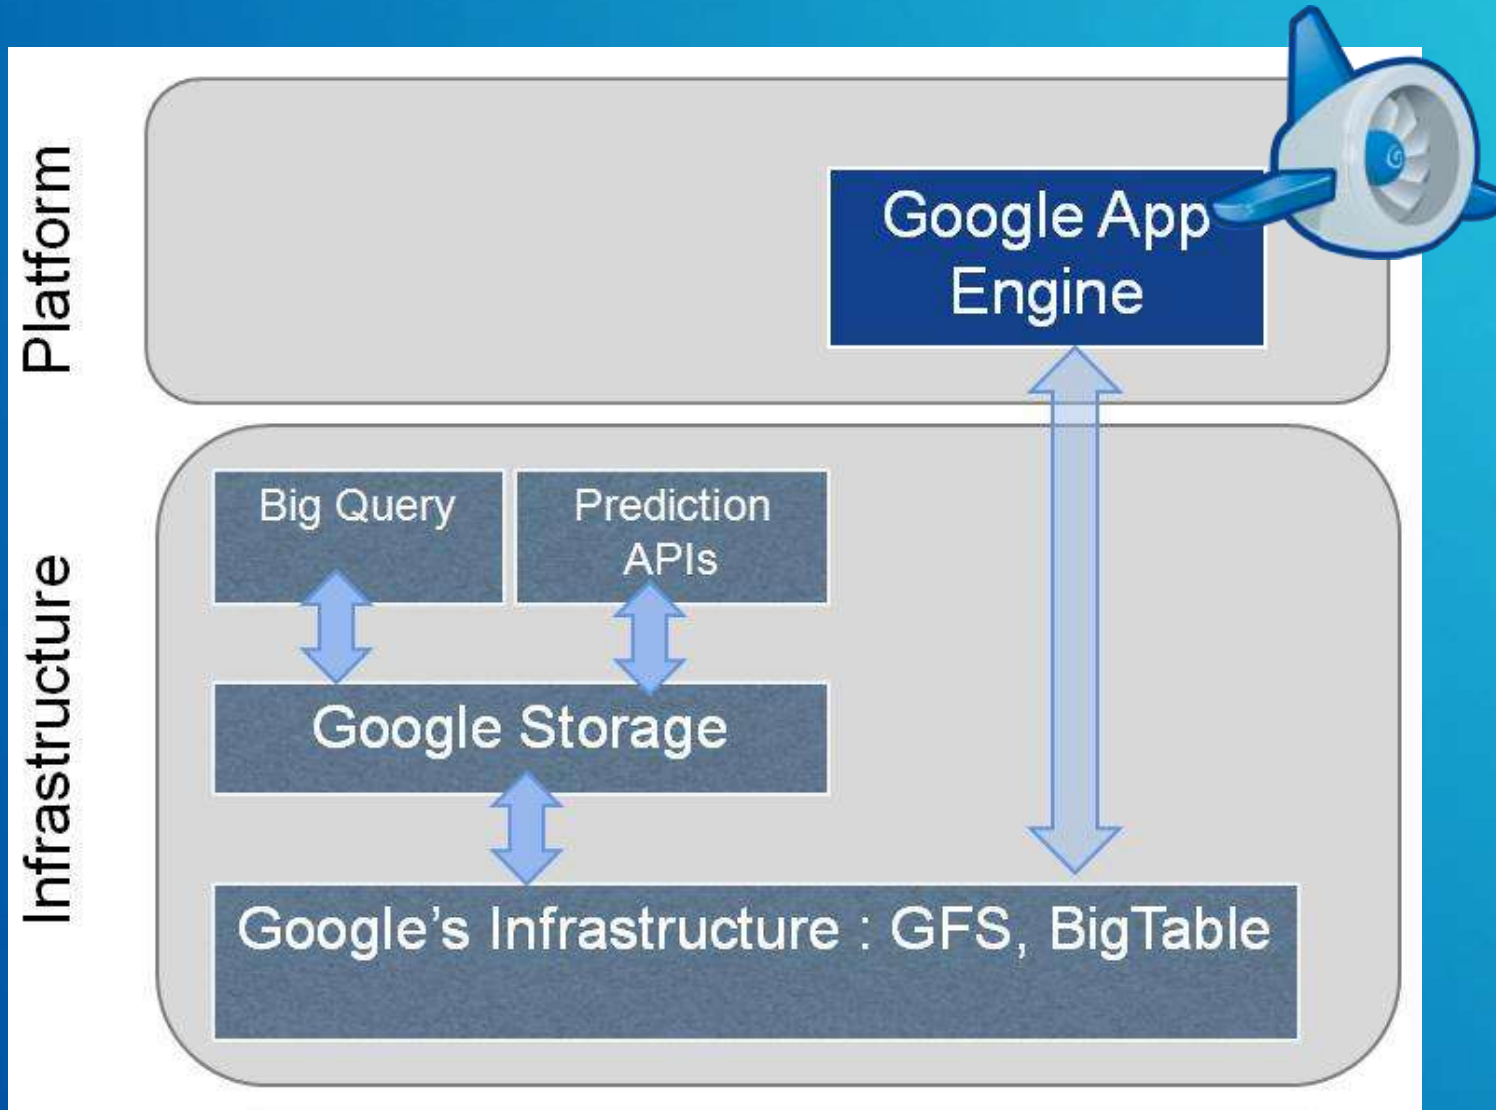 Platform
Google App
Engine
Infrastructure
Big Query
Prediction
APIs
Google Storage
Google’s Infrastructure : GFS, BigTable